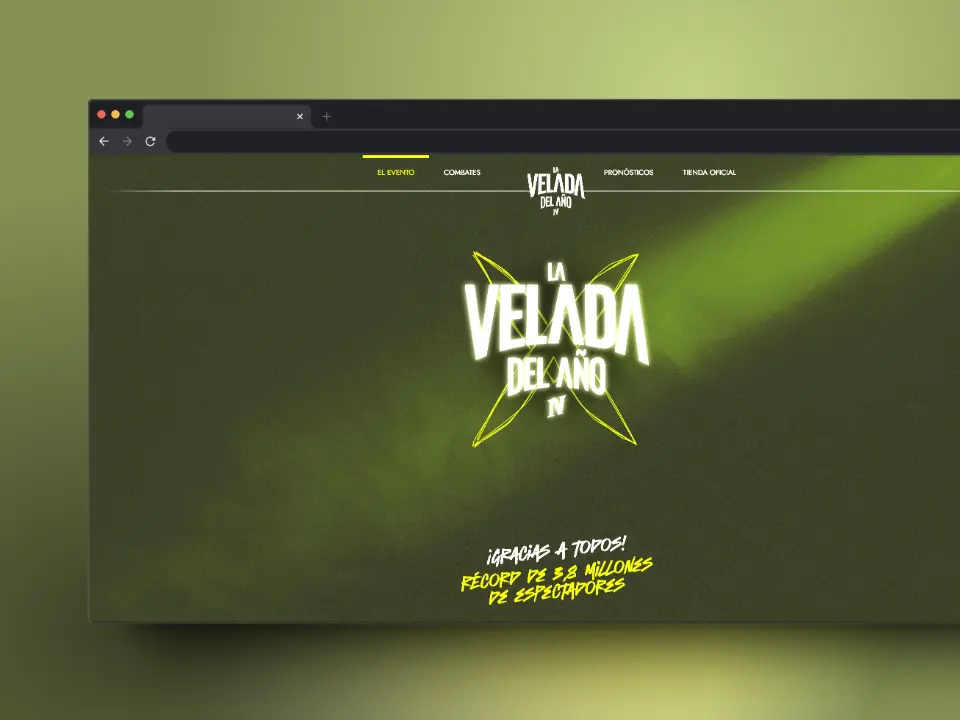 EL EVENTO
COMBATES
LA
VELADA
DEL AÑO
IV
PRONÓSTICOS
TIENDA OFICIAL
LA
VELADA
DEL AÑO
IV
¡GRACIAS A TODOS!
RÉCORD DE 3,8 MILLONES
DE ESPECTADORES